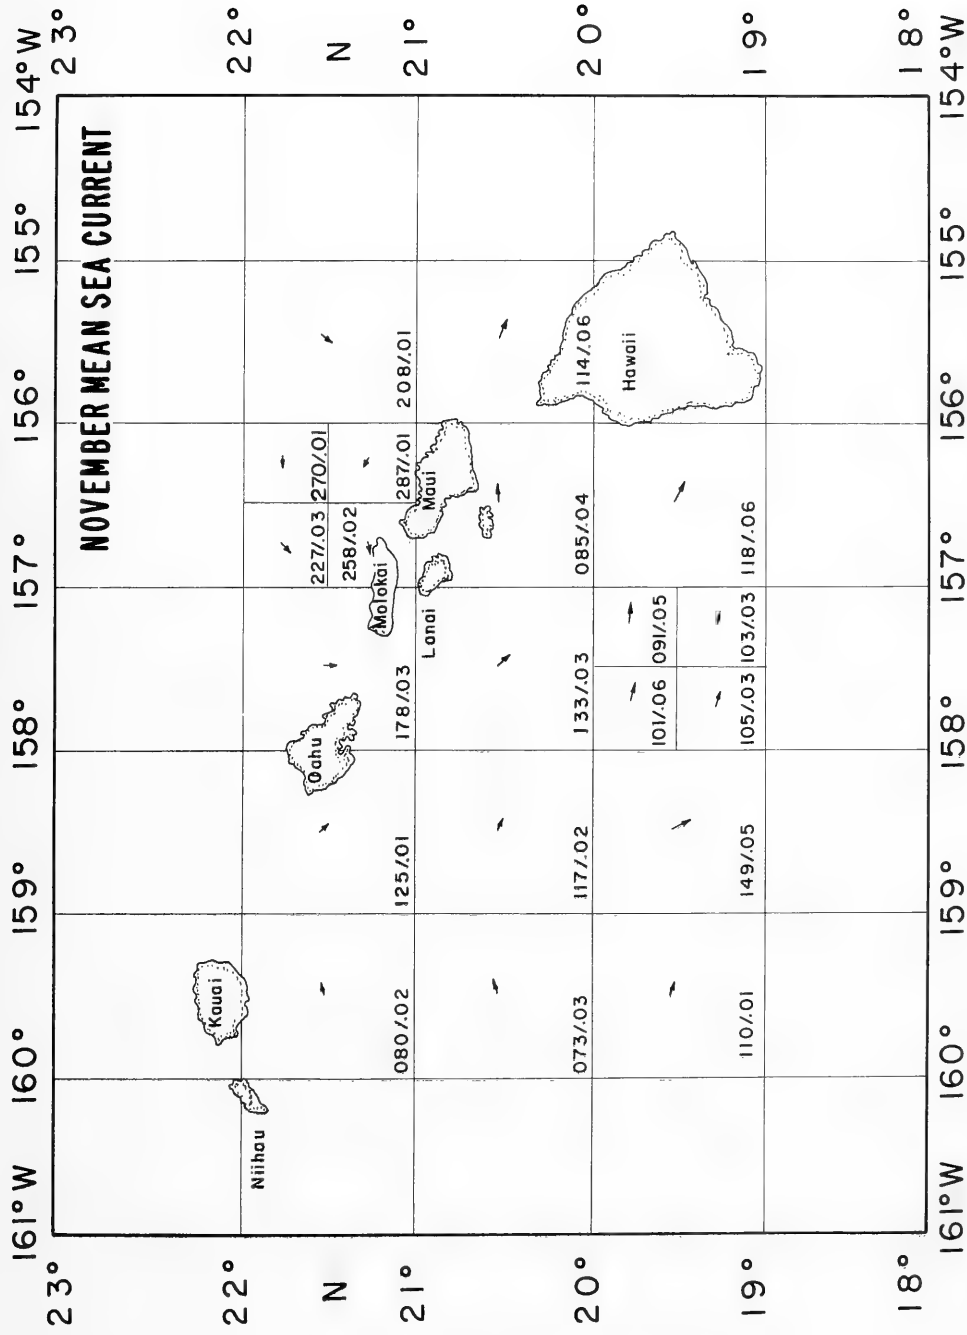 NOVEMBER MEAN SEA CURRENT
161°W 160° 159° 158° 157° 156° 155° 154°W
23° 23°
22° 22°
N N
21° 21°
20° 20°
19° 19°
18° 18°
Niihau
Kauai
Oahu
Molokai
Lanai
Maui
Hawaii
227/.03 270/.01
258/.02
080/.02 125/.01 178/.03 287/.01 208/.01
073/.03 117/.02 133/.03 085/.04 114/.06
101/.06 091/.05
110/.01 149/.05 105/.03 103/.03 118/.06
161°W 160° 159° 158° 157° 156° 155° 154°W